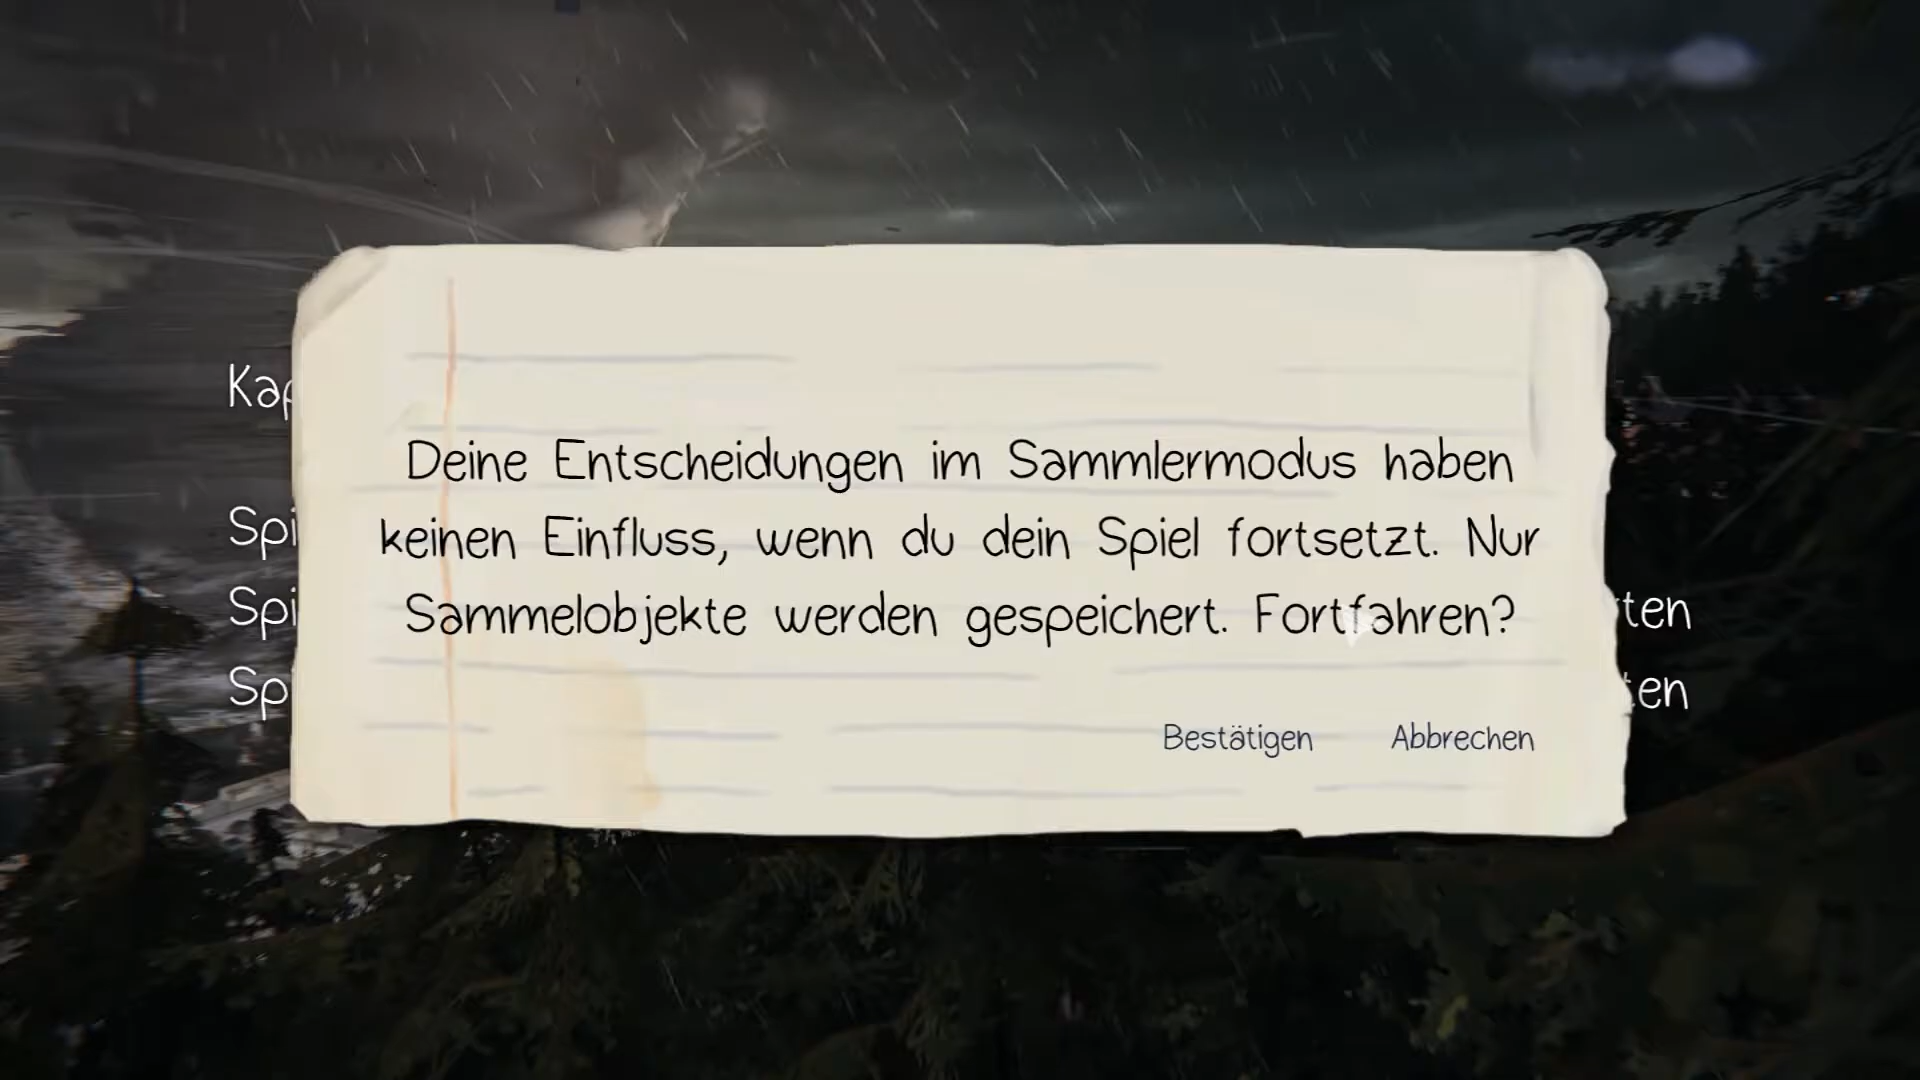 Deine Entscheidungen im Sammlermodus haben
keinen Einfluss, wenn du dein Spiel fortsetzt. Nur
Sammelobjekte werden gespeichert. Fortfahren?
Bestätigen Abbrechen